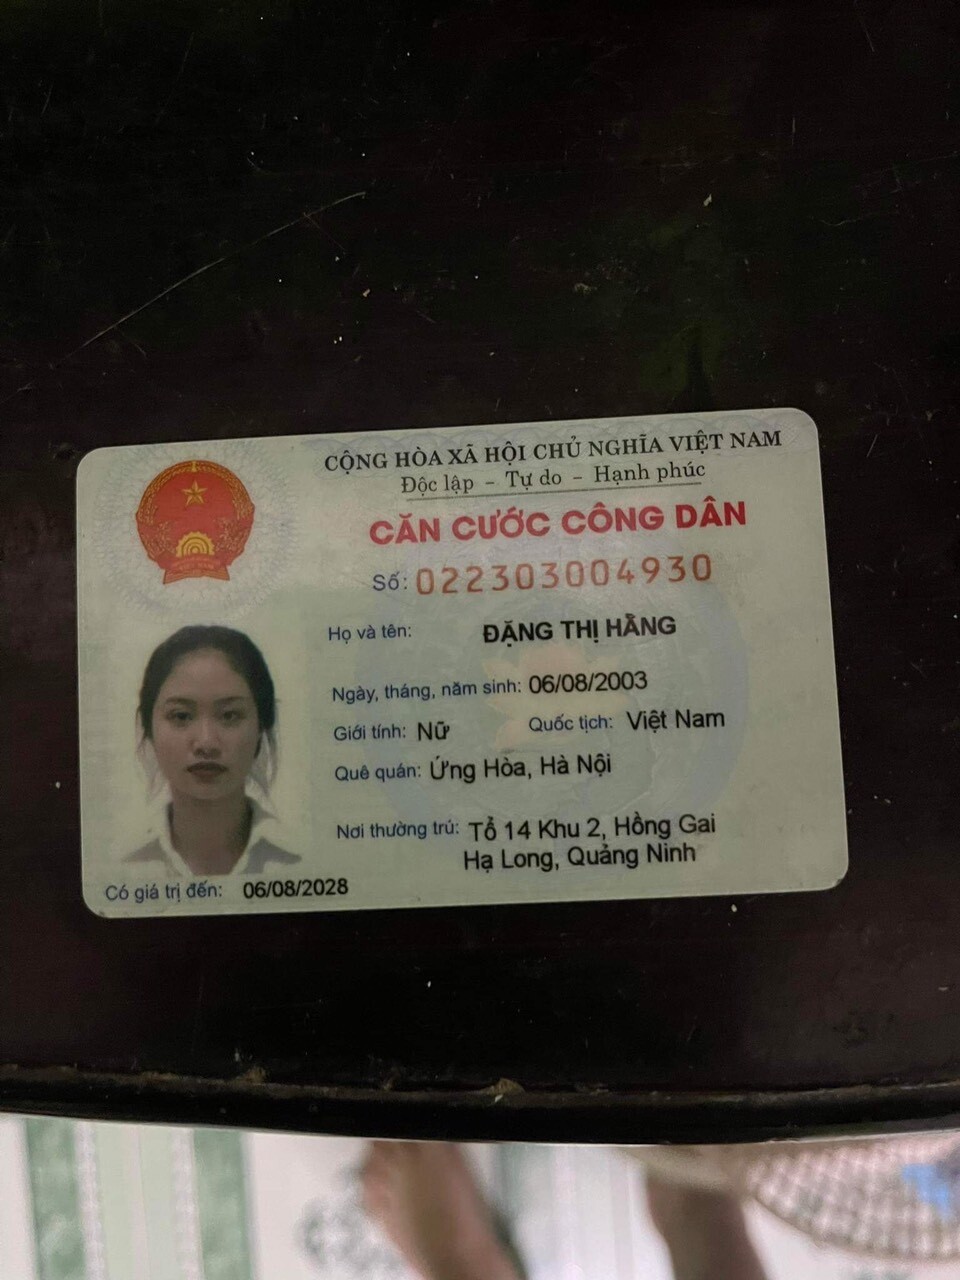 CỘNG HÒA XÃ HỘI CHỦ NGHĨA VIỆT NAM
Độc lập - Tự do - Hạnh phúc
CĂN CƯỚC CÔNG DÂN
Số: 022303004930
Họ và tên: ĐẶNG THỊ HẰNG
Ngày, tháng, năm sinh: 06/08/2003
Giới tính: Nữ Quốc tịch: Việt Nam
Quê quán: Ứng Hòa, Hà Nội
Nơi thường trú: Tổ 14 Khu 2, Hồng Gai
Hạ Long, Quảng Ninh
Có giá trị đến: 06/08/2028